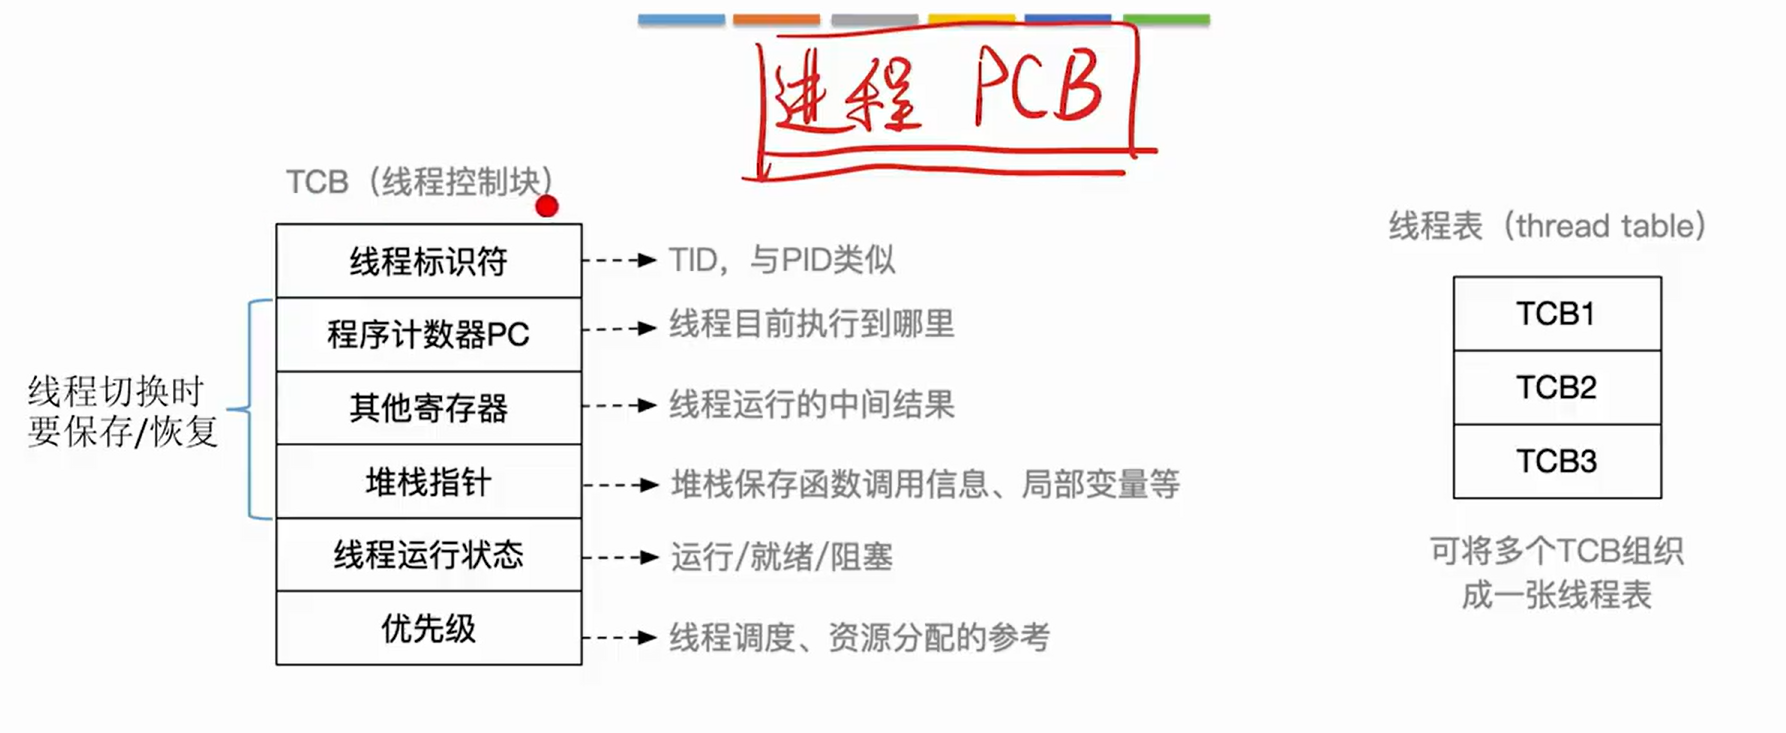 进程 PCB
TCB（线程控制块）
线程标识符
TID，与PID类似
程序计数器PC
线程目前执行到哪里
其他寄存器
线程运行的中间结果
堆栈指针
堆栈保存函数调用信息、局部变量等
线程运行状态
运行/就绪/阻塞
优先级
线程调度、资源分配的参考
线程切换时
要保存/恢复
线程表（thread table）
TCB1
TCB2
TCB3
可将多个TCB组织
成一张线程表